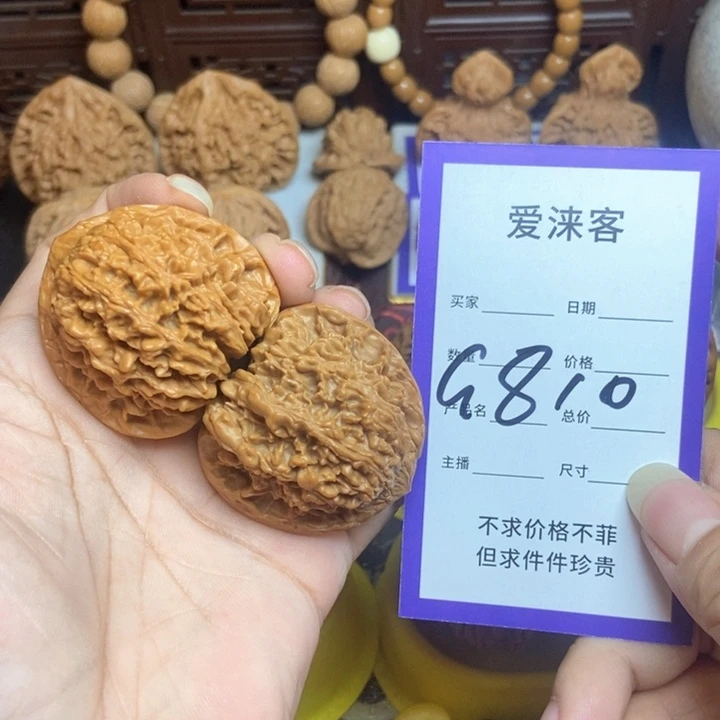 爱涞客
买家 日期
数量 价格
G810
产品名 总价
主播 尺寸
不求价格不菲
但求件件珍贵